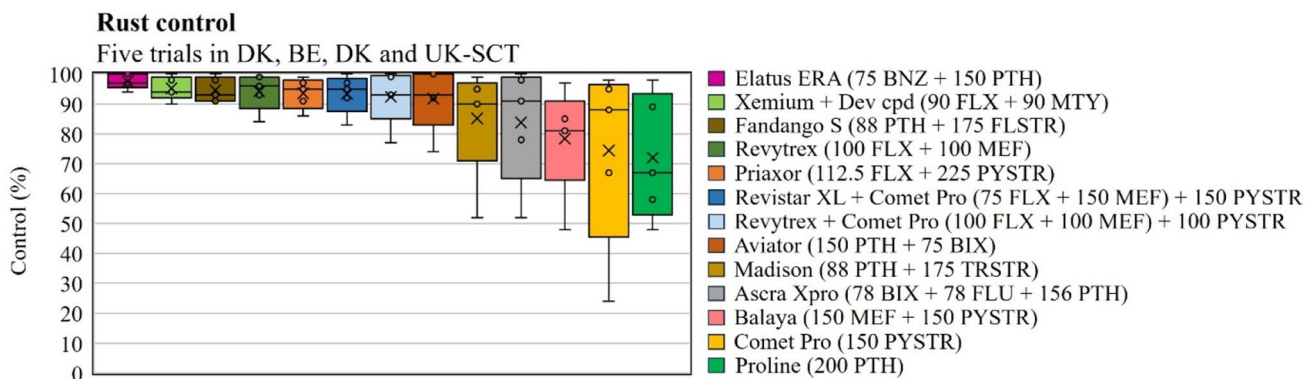 Rust control
Five trials in DK, BE, DK and UK-SCT
Control (%)
100
90
80
70
60
50
40
30
20
10
0
Elatus ERA (75 BNZ + 150 PTH)
Xemium + Dev cpd (90 FLX + 90 MTY)
Fandango S (88 PTH + 175 FLSTR)
Revytrex (100 FLX + 100 MEF)
Priaxor (112.5 FLX + 225 PYSTR)
Revistar XL + Comet Pro (75 FLX + 150 MEF) + 150 PYSTR
Revytrex + Comet Pro (100 FLX + 100 MEF) + 100 PYSTR
Aviator (150 PTH + 75 BIX)
Madison (88 PTH + 175 TRSTR)
Ascra Xpro (78 BIX + 78 FLU + 156 PTH)
Balaya (150 MEF + 150 PYSTR)
Comet Pro (150 PYSTR)
Proline (200 PTH)